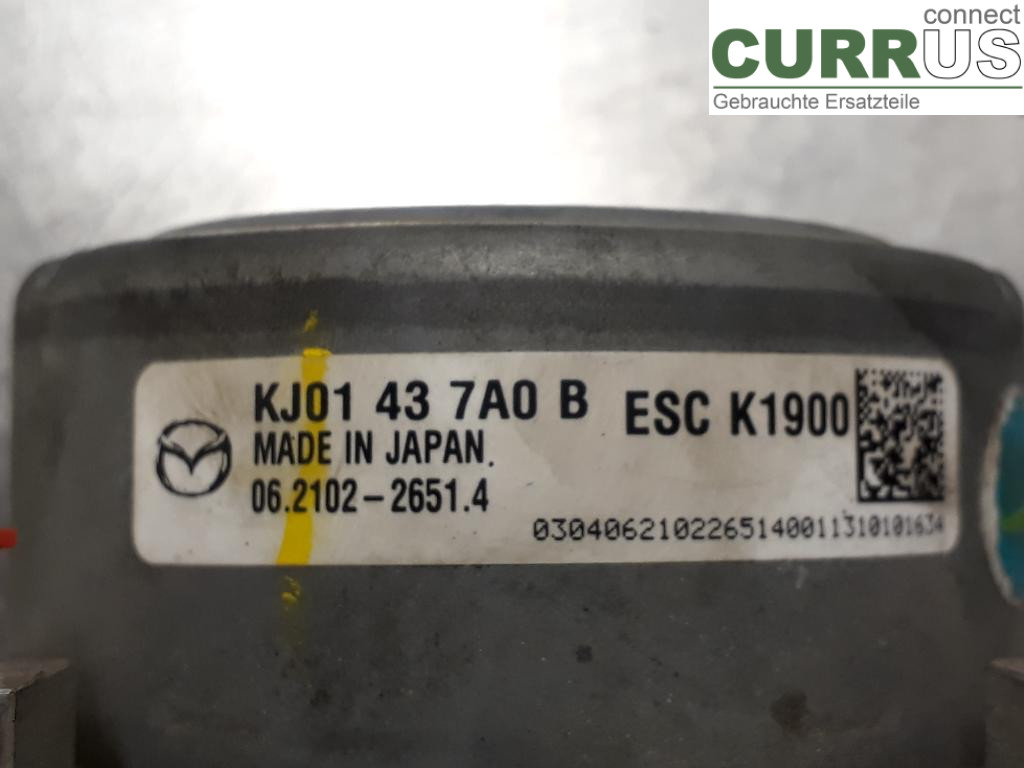 connect
CURRUS
Gebrauchte Ersatzteile
KJ01 43 7A0 B ESC K1900
MADE IN JAPAN.
06.2102-2651.4
0304062102265140011310101634